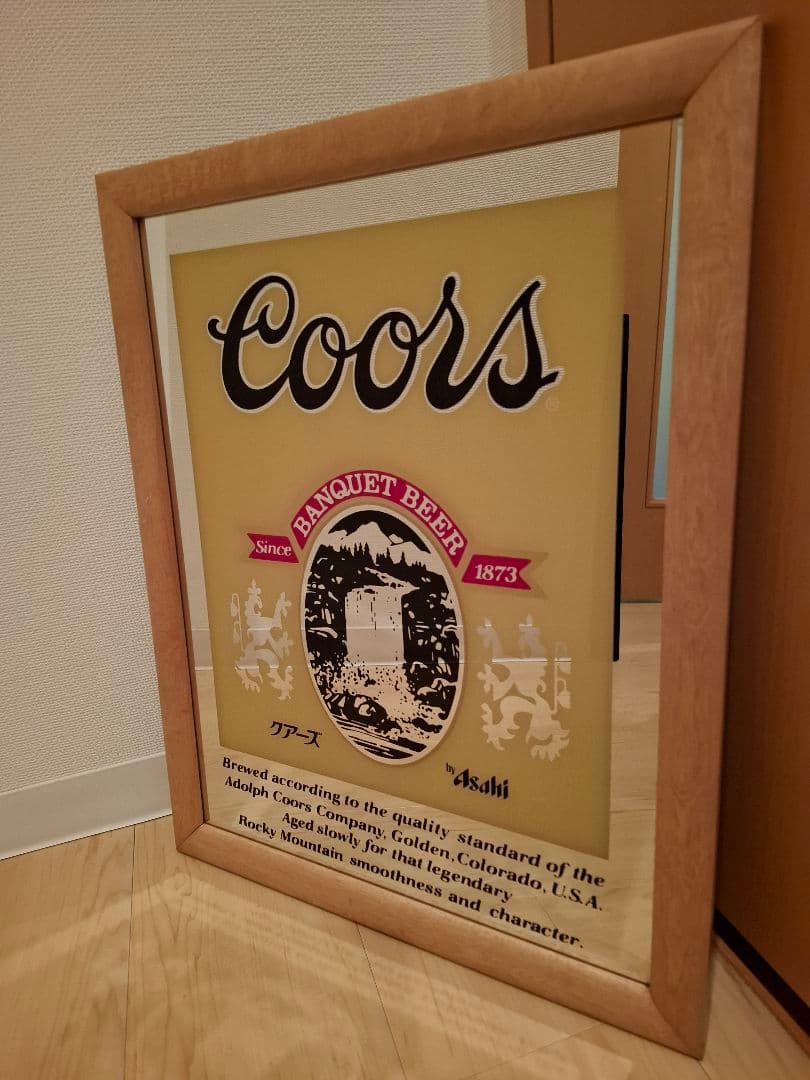 Coors
®
BANQUET BEER
Since
1873
クアーズ
by Asahi
Brewed according to the quality standard of the
Adolph Coors Company, Golden, Colorado, U.S.A.
Aged slowly for that legendary
Rocky Mountain smoothness and character.